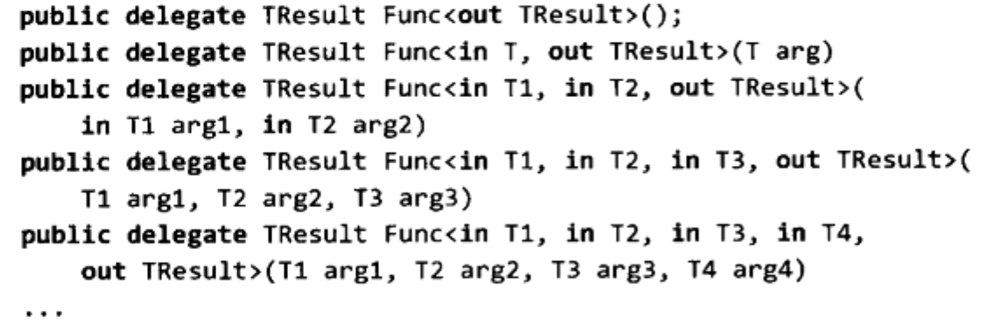 public delegate TResult Func<out TResult>();
public delegate TResult Func<in T, out TResult>(T arg)
public delegate TResult Func<in T1, in T2, out TResult>(
    in T1 arg1, in T2 arg2)
public delegate TResult Func<in T1, in T2, in T3, out TResult>(
    T1 arg1, T2 arg2, T3 arg3)
public delegate TResult Func<in T1, in T2, in T3, in T4,
    out TResult>(T1 arg1, T2 arg2, T3 arg3, T4 arg4)
...